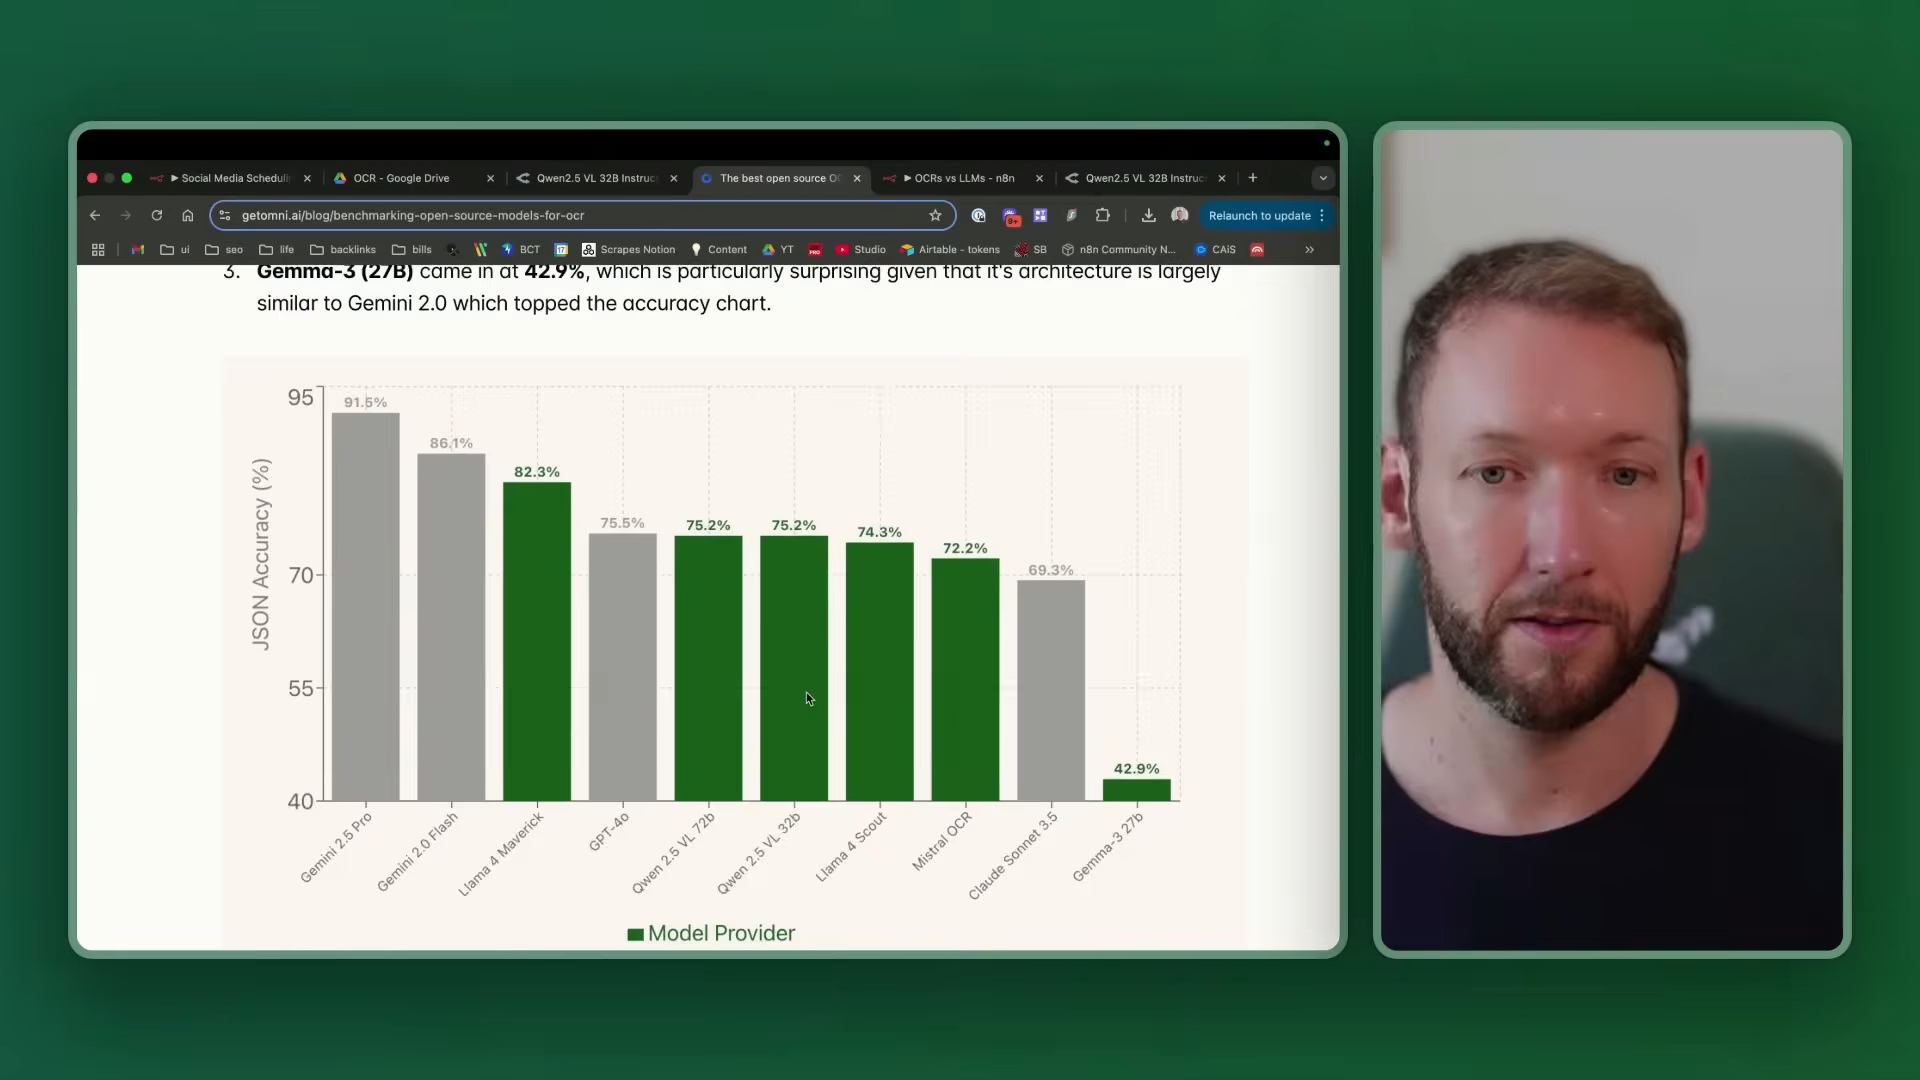 Social Media Scheduli
OCR - Google Drive
Qwen2.5 VL 32B Instruc
The best open source OC
OCRs vs LLMs - n8n
Qwen2.5 VL 32B Instruc
getomni.ai/blog/benchmarking-open-source-models-for-ocr
9+
Relaunch to update
ui
seo
life
backlinks
bills
BCT
17
Scrapes Notion
Content
YT
PRO
Studio
Airtable - tokens
SB
n8n Community N...
CAiS
3. Gemma-3 (27B) came in at 42.9%, which is particularly surprising given that it's architecture is largely
similar to Gemini 2.0 which topped the accuracy chart.
JSON Accuracy (%)
95
70
55
40
91.5%
86.1%
82.3%
75.5%
75.2%
75.2%
74.3%
72.2%
69.3%
42.9%
Gemini 2.5 Pro
Gemini 2.0 Flash
Llama 4 Maverick
GPT-4o
Qwen 2.5 VL 72b
Qwen 2.5 VL 32b
Llama 4 Scout
Mistral OCR
Claude Sonnet 3.5
Gemma-3 27b
Model Provider